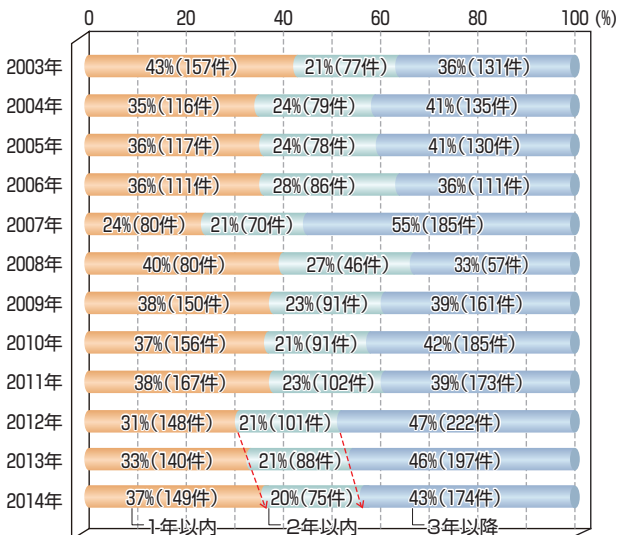 0 20 40 60 80 100 (%)
2003年 43%(157件) 21%(77件) 36%(131件)
2004年 35%(116件) 24%(79件) 41%(135件)
2005年 36%(117件) 24%(78件) 41%(130件)
2006年 36%(111件) 28%(86件) 36%(111件)
2007年 24%(80件) 21%(70件) 55%(185件)
2008年 40%(80件) 27%(46件) 33%(57件)
2009年 38%(150件) 23%(91件) 39%(161件)
2010年 37%(156件) 21%(91件) 42%(185件)
2011年 38%(167件) 23%(102件) 39%(173件)
2012年 31%(148件) 21%(101件) 47%(222件)
2013年 33%(140件) 21%(88件) 46%(197件)
2014年 37%(149件) 20%(75件) 43%(174件)
1年以内 2年以内 3年以降